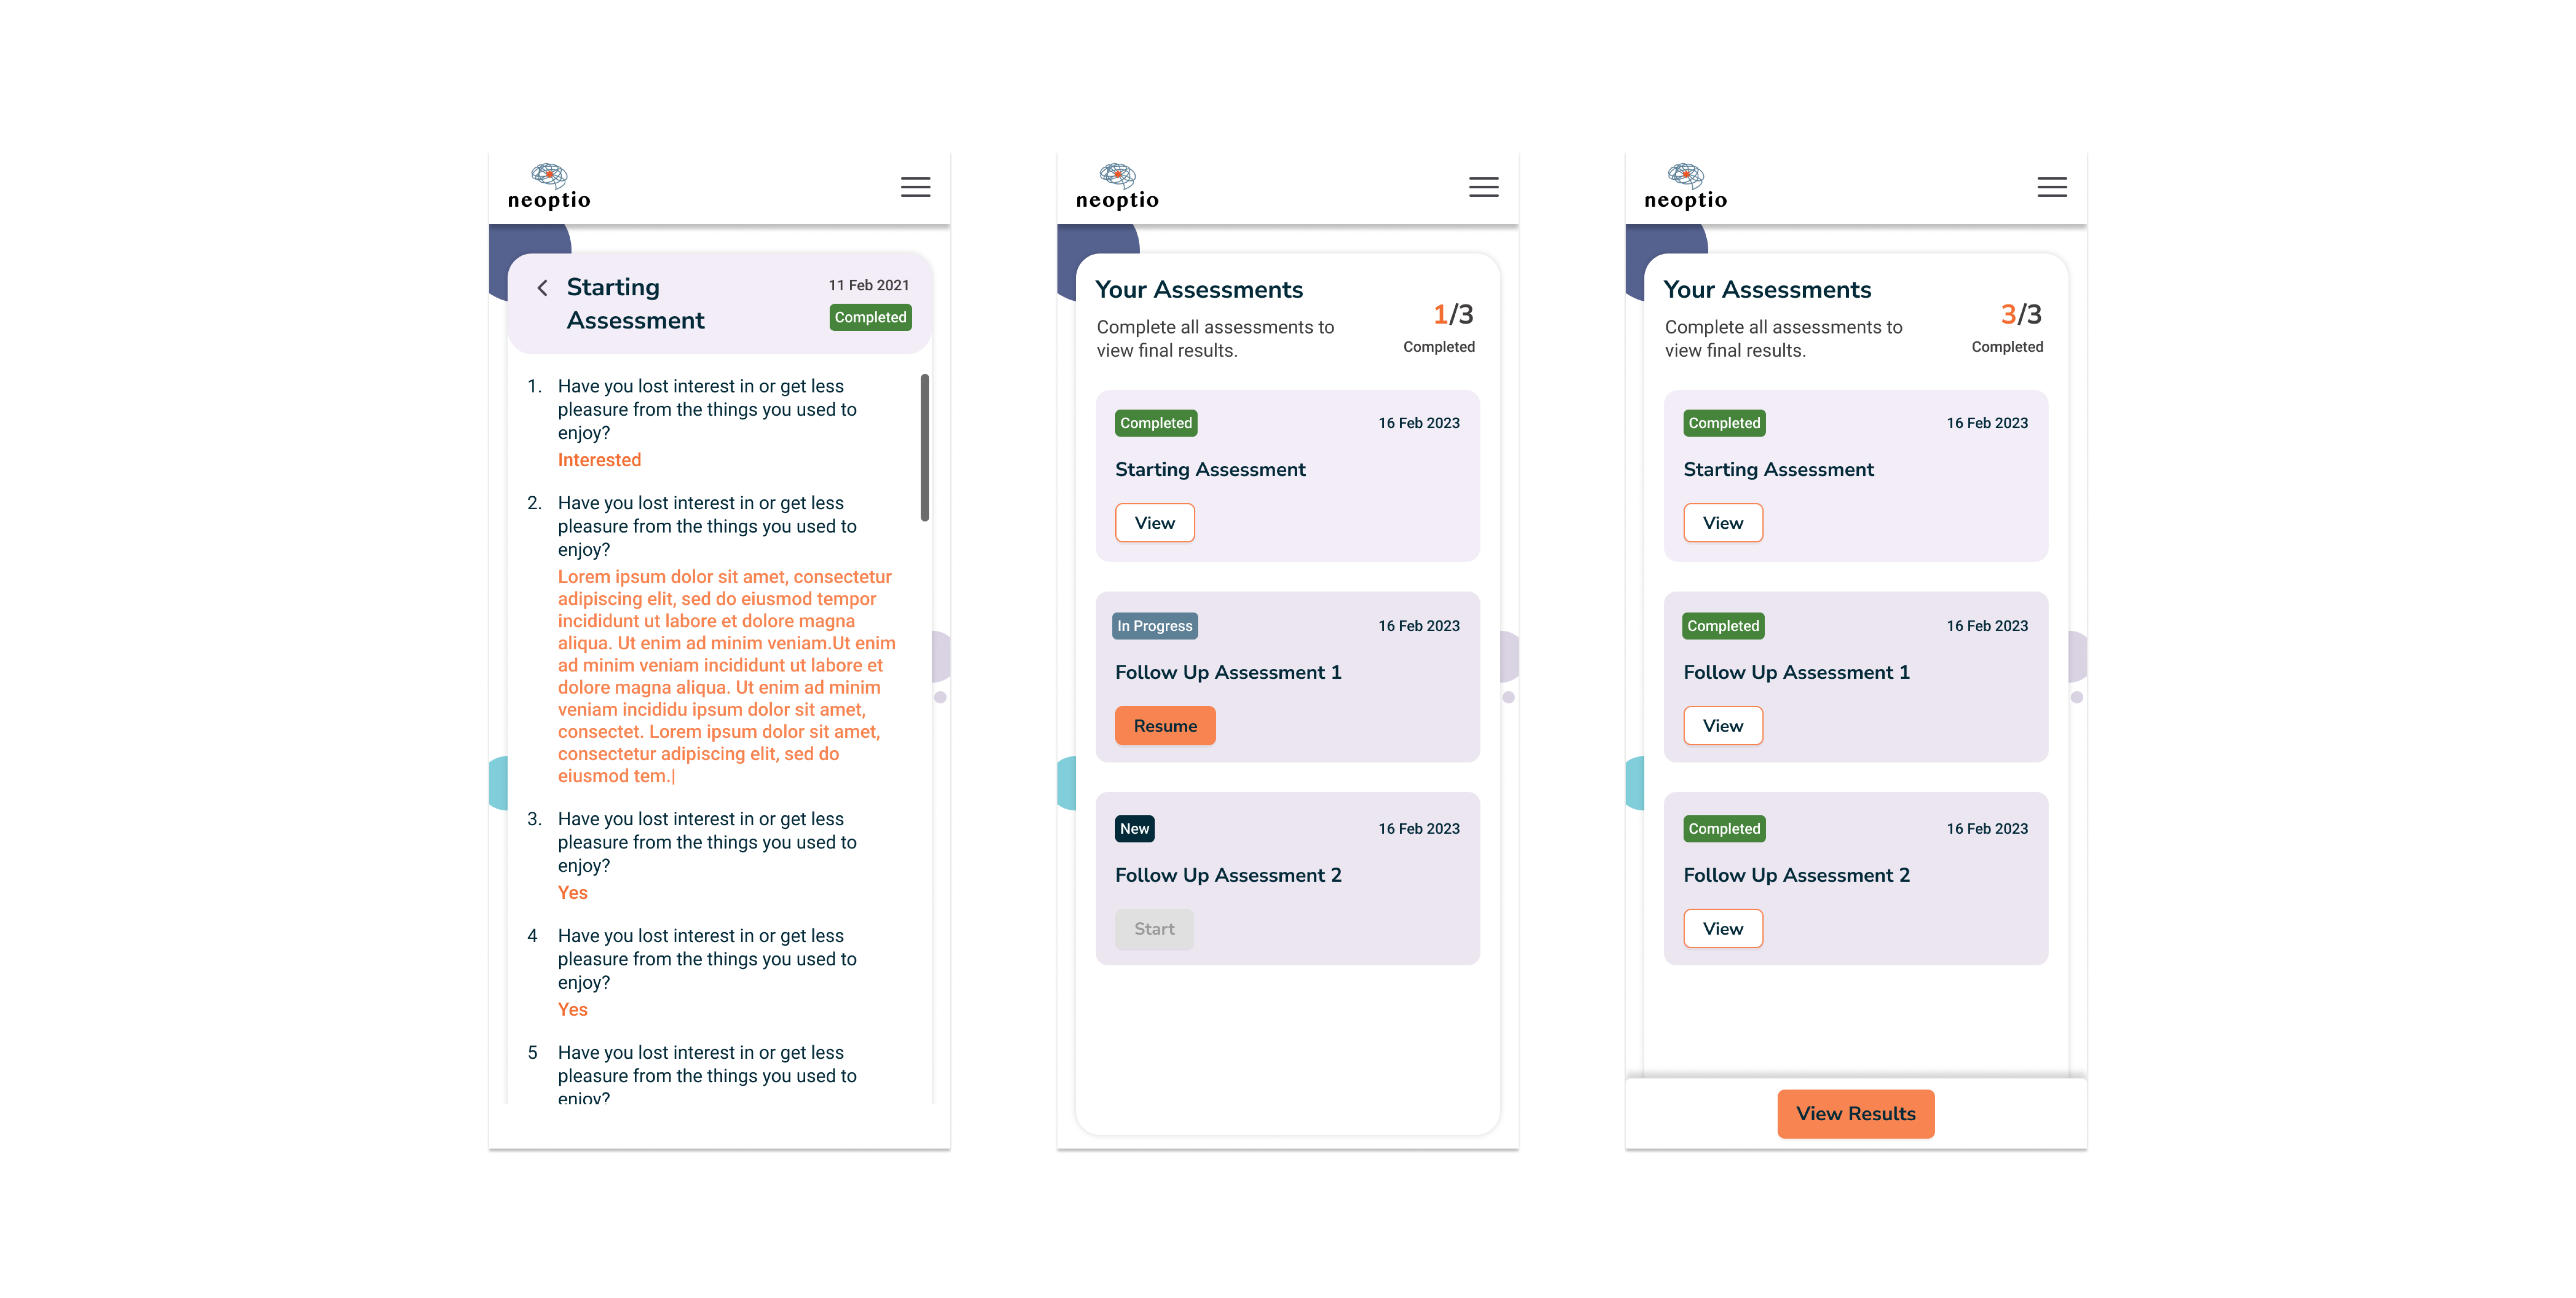 neoptio
Starting
Assessment
11 Feb 2021
Completed
1. Have you lost interest in or get less
pleasure from the things you used to
enjoy?
Interested
2. Have you lost interest in or get less
pleasure from the things you used to
enjoy?
Lorem ipsum dolor sit amet, consectetur
adipiscing elit, sed do eiusmod tempor
incididunt ut labore et dolore magna
aliqua. Ut enim ad minim veniam.Ut enim
ad minim veniam incididunt ut labore et
dolore magna aliqua. Ut enim ad minim
veniam incididu ipsum dolor sit amet,
consectet. Lorem ipsum dolor sit amet,
consectetur adipiscing elit, sed do
eiusmod tem.|
3. Have you lost interest in or get less
pleasure from the things you used to
enjoy?
Yes
4 Have you lost interest in or get less
pleasure from the things you used to
enjoy?
Yes
5 Have you lost interest in or get less
pleasure from the things you used to
enjoy?
neoptio
Your Assessments
Complete all assessments to
view final results.
1/3
Completed
Completed
16 Feb 2023
Starting Assessment
View
In Progress
16 Feb 2023
Follow Up Assessment 1
Resume
New
16 Feb 2023
Follow Up Assessment 2
Start
neoptio
Your Assessments
Complete all assessments to
view final results.
3/3
Completed
Completed
16 Feb 2023
Starting Assessment
View
Completed
16 Feb 2023
Follow Up Assessment 1
View
Completed
16 Feb 2023
Follow Up Assessment 2
View
View Results